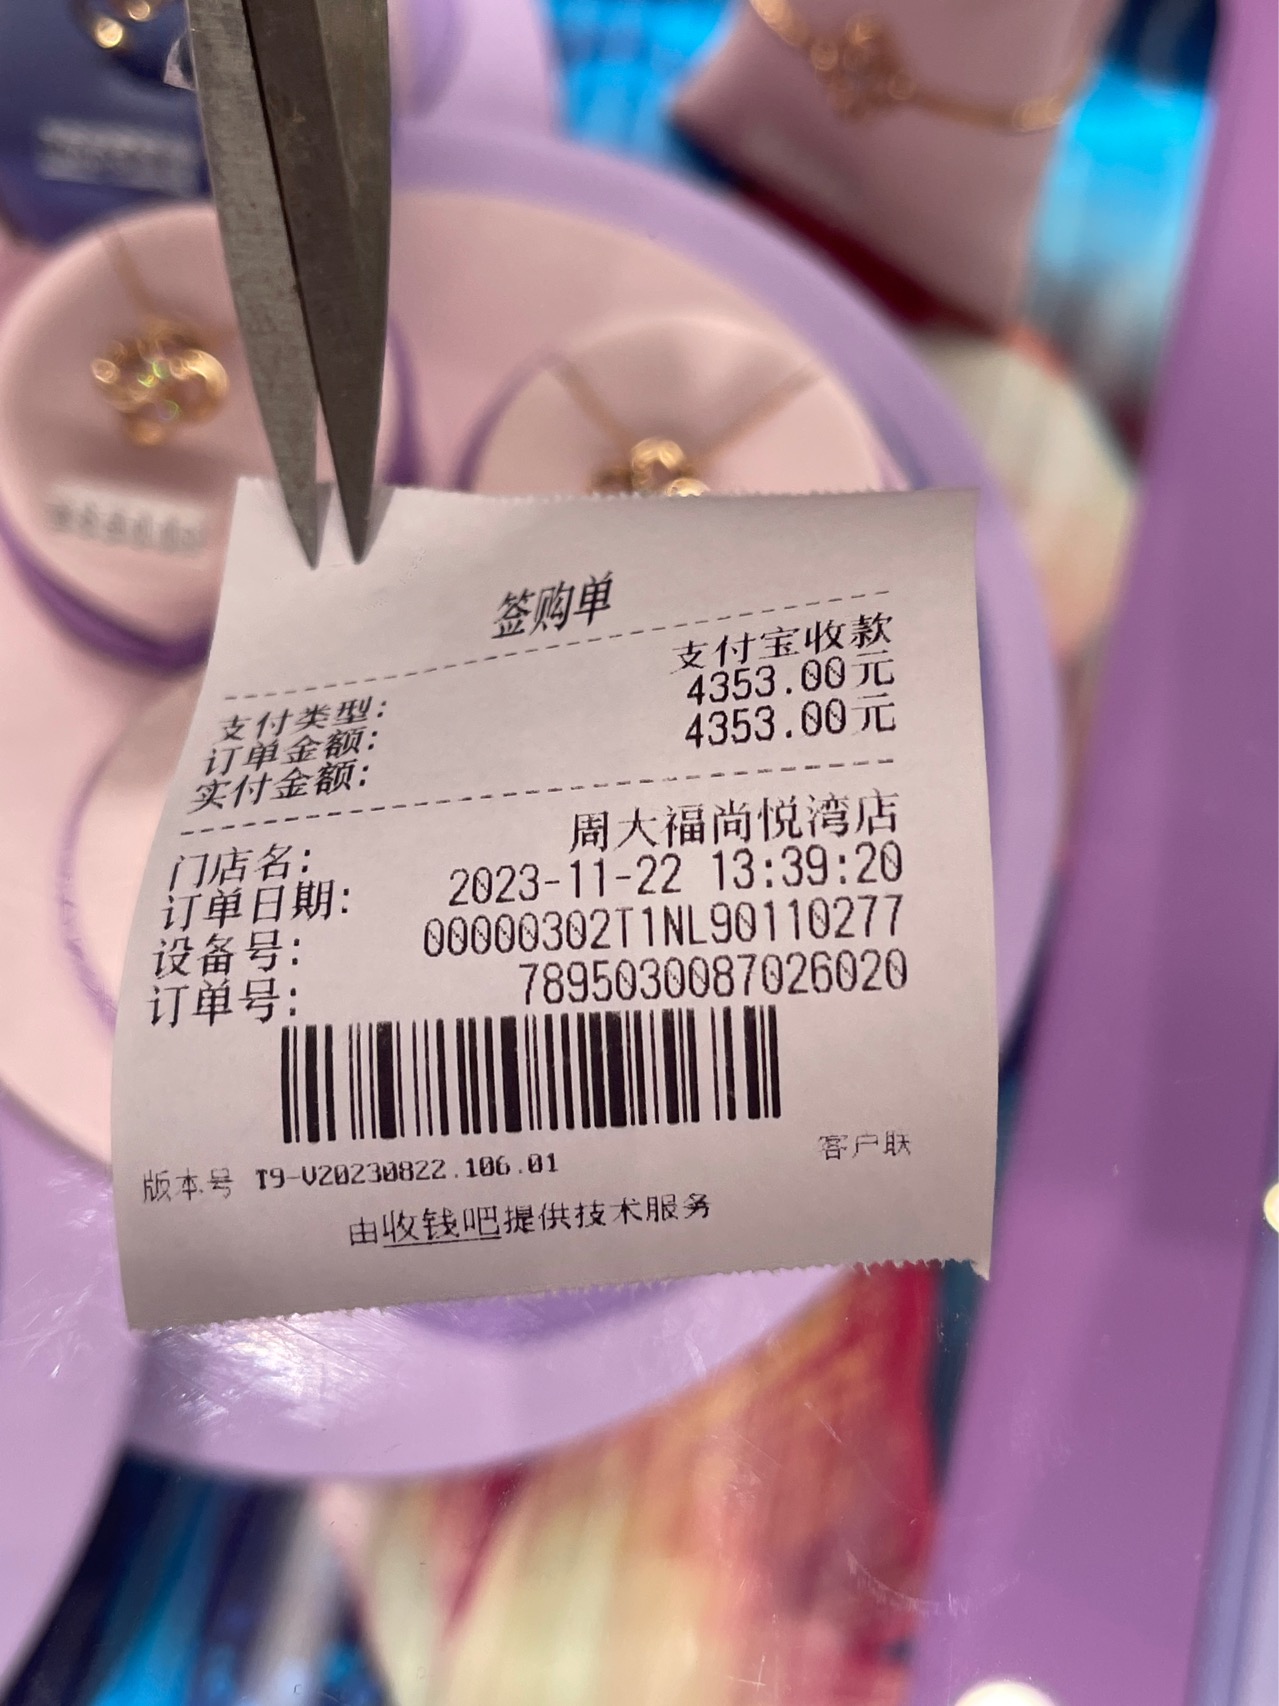 签购单
支付类型: 支付宝收款
订单金额: 4353.00元
实付金额: 4353.00元
门店名: 周大福尚悦湾店
订单日期: 2023-11-22 13:39:20
设备号: 00000302T1NL90110277
订单号: 7895030087026020
客户联
版本号 T9-V20230822.106.01
由收钱吧提供技术服务